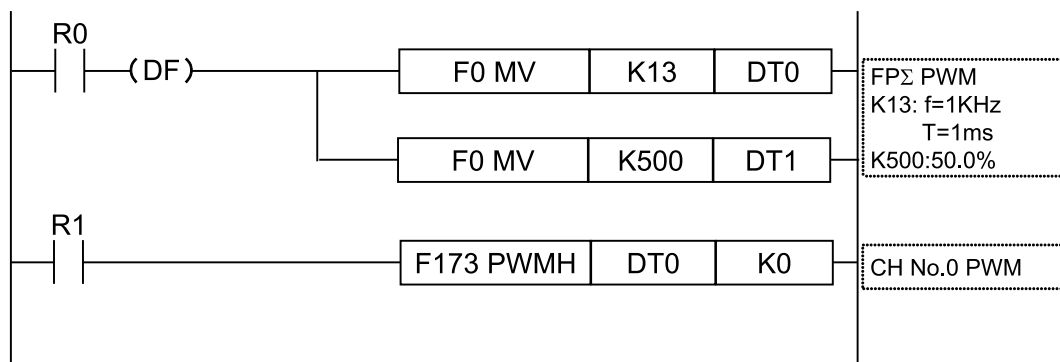 R0
(DF)
F0 MV K13 DT0
FPΣ PWM
K13: f=1KHz
T=1ms
K500:50.0%
F0 MV K500 DT1
R1
F173 PWMH DT0 K0
CH No.0 PWM